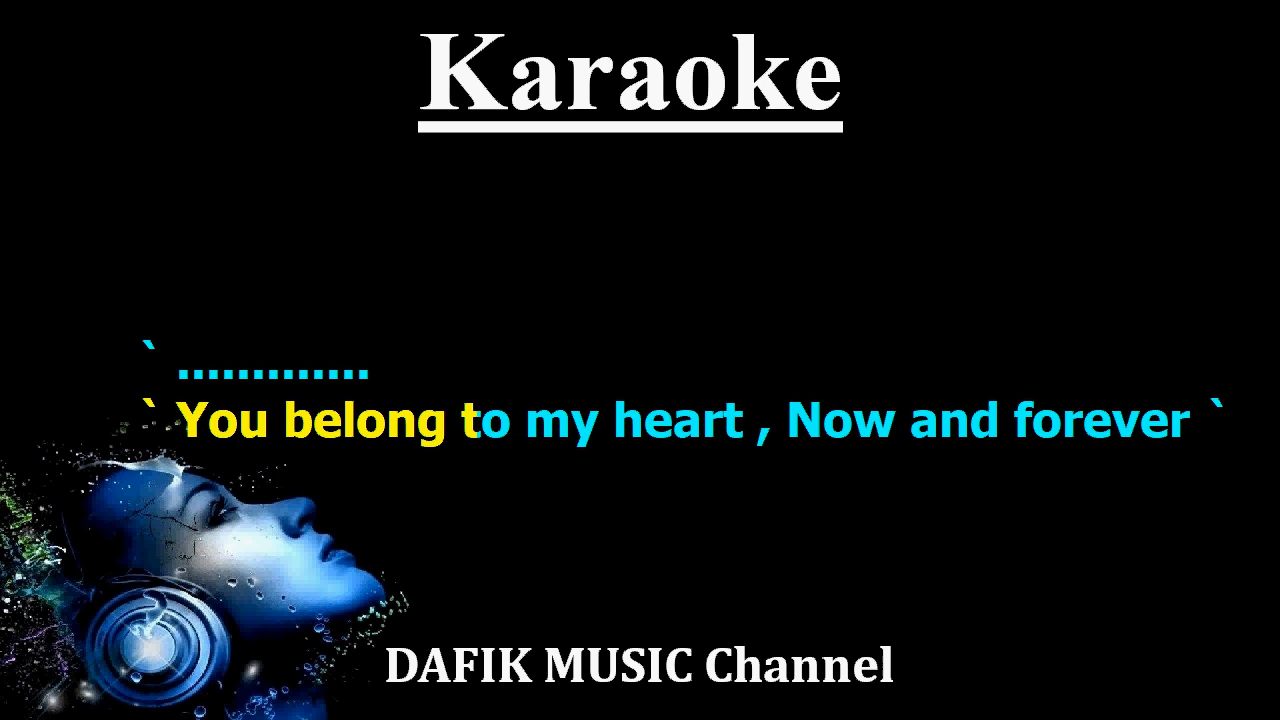 Karaoke
` .............
` You belong to my heart , Now and forever `
DAFIK MUSIC Channel